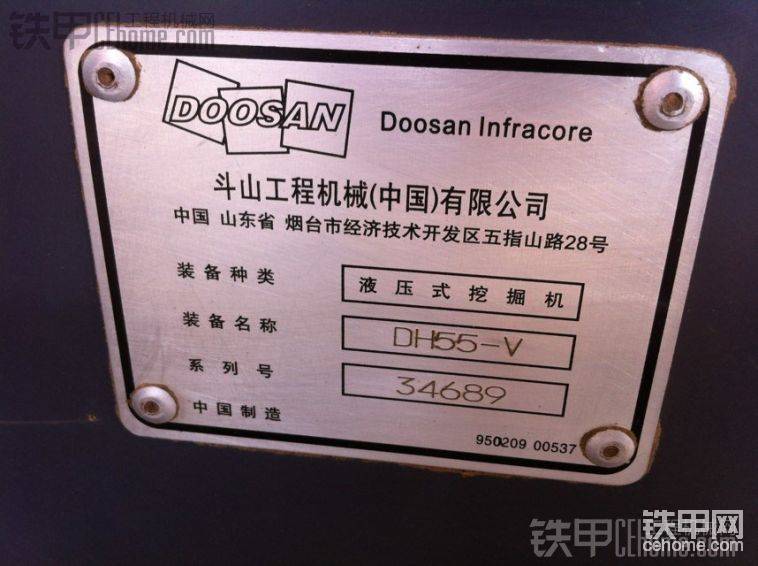 铁甲 工程机械网
CEhome.com
DOOSAN Doosan Infracore
斗山工程机械(中国)有限公司
中国 山东省 烟台市经济技术开发区五指山路28号
装备种类 液压式挖掘机
装备名称 DH55-V
系列号 34689
中国制造
950209 00537
铁甲网
cehome.com